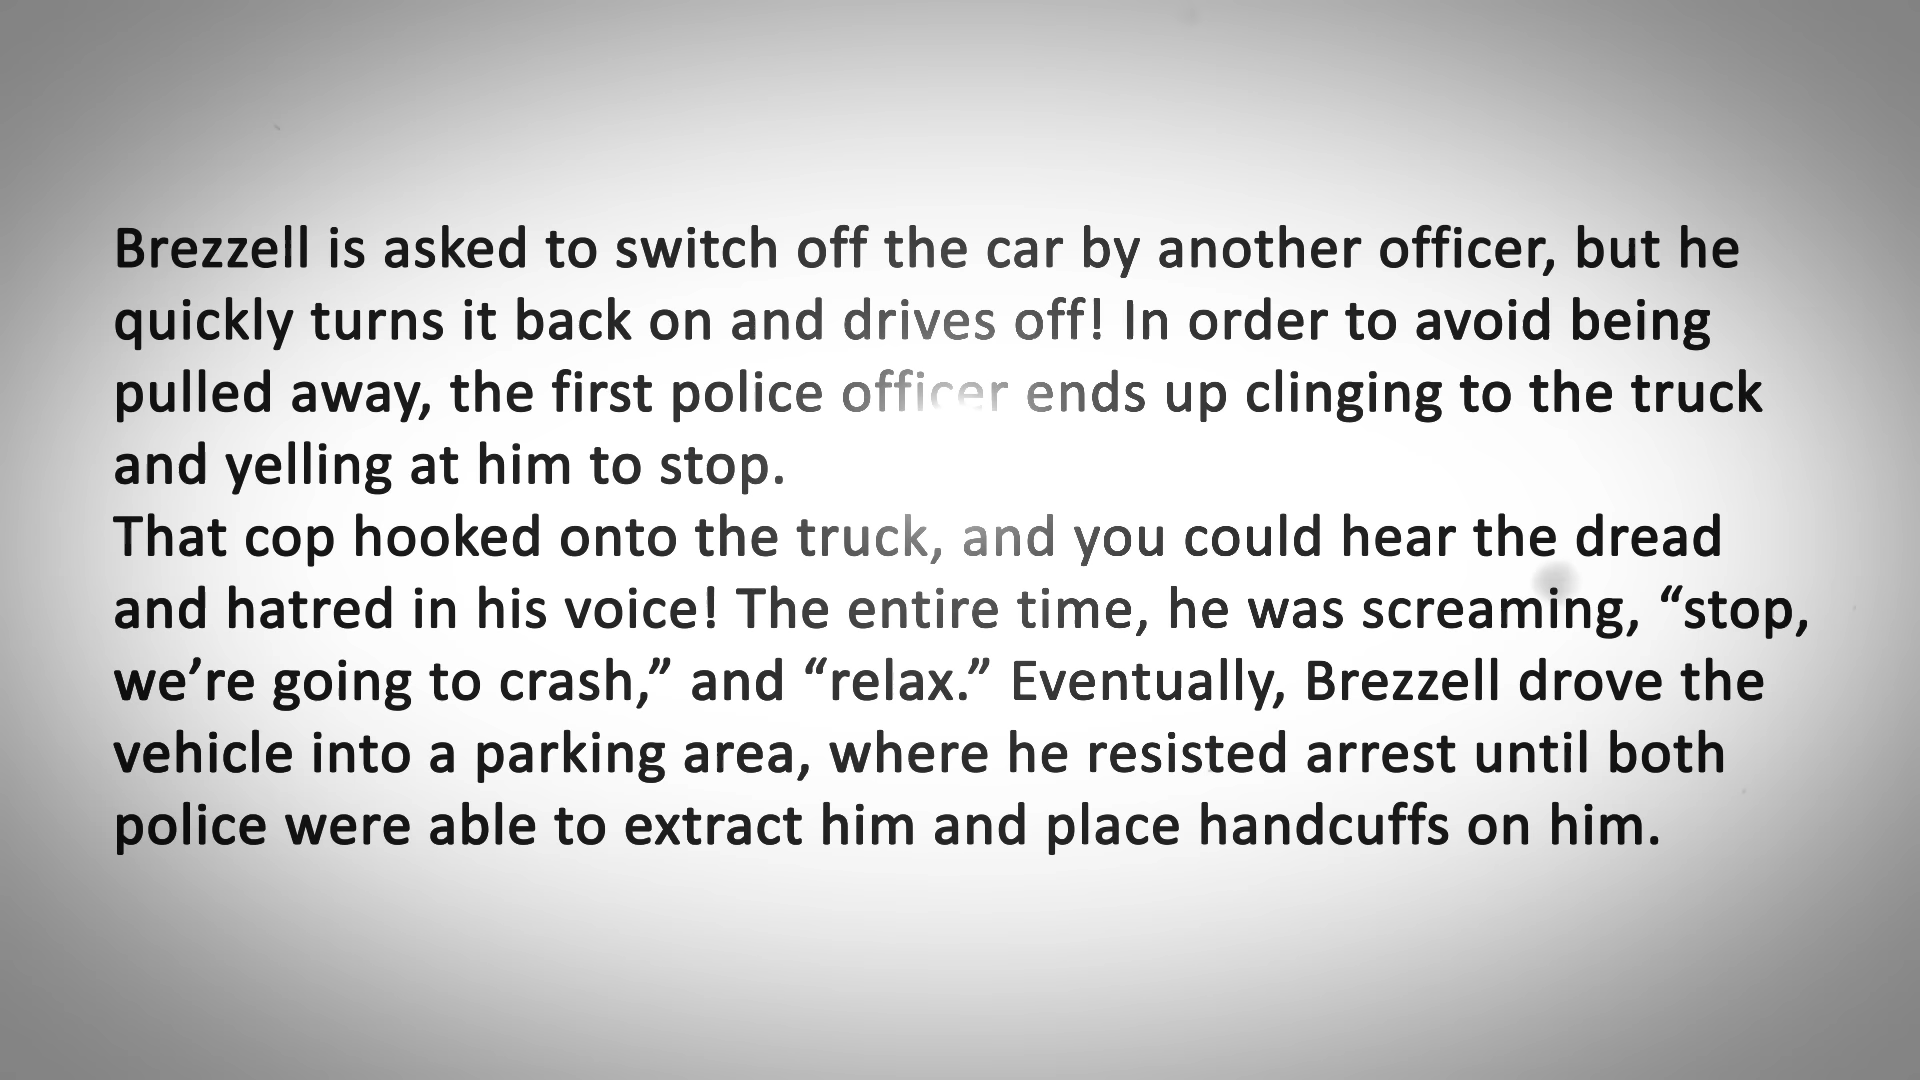 Brezzell is asked to switch off the car by another officer, but he
quickly turns it back on and drives off! In order to avoid being
pulled away, the first police officer ends up clinging to the truck
and yelling at him to stop.
That cop hooked onto the truck, and you could hear the dread
and hatred in his voice! The entire time, he was screaming, “stop,
we’re going to crash,” and “relax.” Eventually, Brezzell drove the
vehicle into a parking area, where he resisted arrest until both
police were able to extract him and place handcuffs on him.